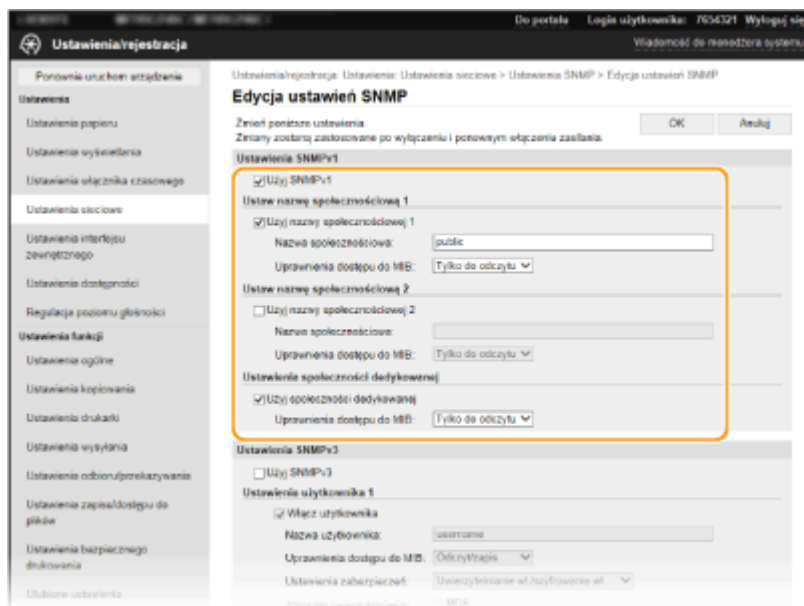 Do portalu Login użytkownika: 7654321 Wyloguj się
Ustawienia/rejestracja
Wiadomość do menedżera systemu
Ponownie uruchom urządzenie
Ustawienia
Ustawienia papieru
Ustawienia wyświetlania
Ustawienia włącznika czasowego
Ustawienia sieciowe
Ustawienia interfejsu
zewnętrznego
Ustawienia dostępności
Regulacja poziomu głośności
Ustawienia funkcji
Ustawienia ogólne
Ustawienia kopiowania
Ustawienia drukarki
Ustawienia wysyłania
Ustawienia odbioru/przekazywania
Ustawienia zapisu/dostępu do
plików
Ustawienia bezpiecznego
drukowania
Ulubione ustawienia
Ustawienia/rejestracja: Ustawienia: Ustawienia sieciowe > Ustawienia SNMP > Edycja ustawień SNMP
Edycja ustawień SNMP
Zmień poniższe ustawienia.
Zmiany zostaną zastosowane po wyłączeniu i ponownym włączenia zasilania.
OK
Anuluj
Ustawienia SNMPv1
Użyj SNMPv1
Ustaw nazwę społecznościową 1
Użyj nazwy społecznościowej 1
Nazwa społecznościowa: public
Uprawnienia dostępu do MIB: Tylko do odczytu
Ustaw nazwę społecznościową 2
Użyj nazwy społecznościowej 2
Nazwa społecznościowa:
Uprawnienia dostępu do MIB: Tylko do odczytu
Ustawienia społeczności dedykowanej
Użyj społeczności dedykowanej
Uprawnienia dostępu do MIB: Tylko do odczytu
Ustawienia SNMPv3
Użyj SNMPv3
Ustawienia użytkownika 1
Włącz użytkownika
Nazwa użytkownika: username
Uprawnienia dostępu do MIB: Odczyt/zapis
Ustawienia zabezpieczeń: Uwierzytelnianie wł./szyfrowanie wł.
MD5